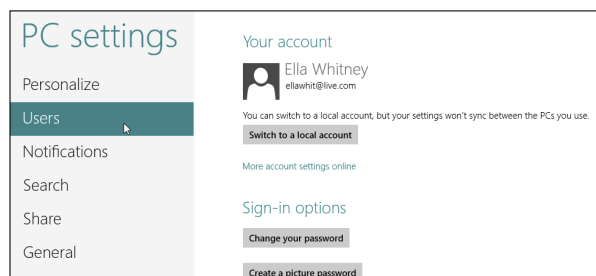 PC settings
Personalize
Users
Notifications
Search
Share
General
Your account
Ella Whitney
ellawhit@live.com
You can switch to a local account, but your settings won't sync between the PCs you use.
Switch to a local account
More account settings online
Sign-in options
Change your password
Create a picture password